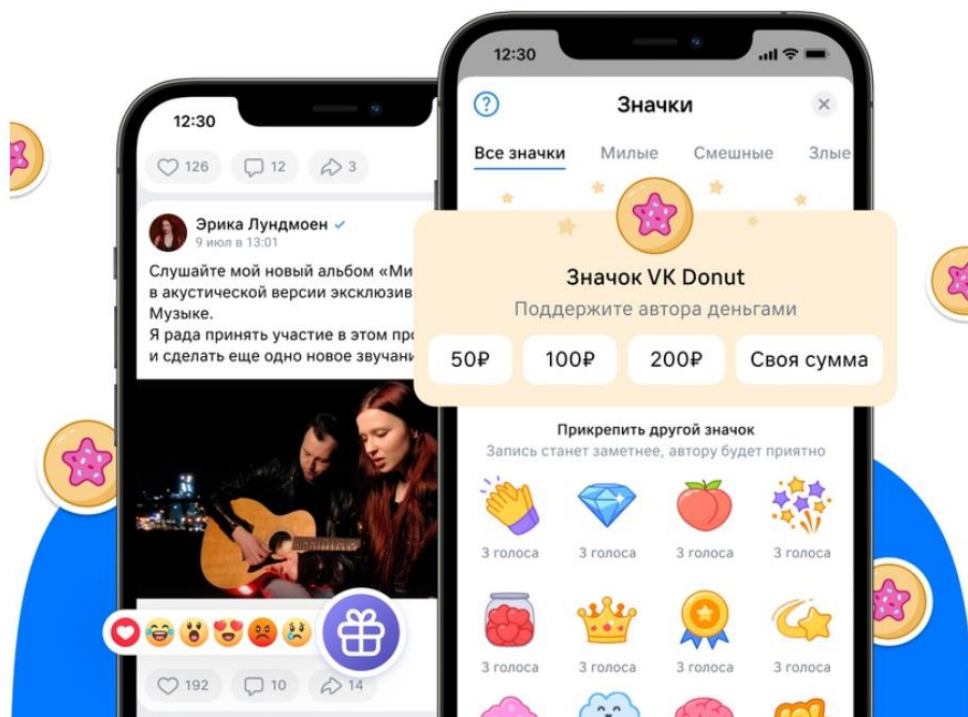 12:30
126
12
3
Эрика Лундмоен
9 июл в 13:01
Слушайте мой новый альбом «Ми
в акустической версии эксклюзив
Музыке.
Я рада принять участие в этом про
и сделать еще одно новое звучани
192
10
14
12:30
?
Значки
Все значки Милые Смешные Злые
Значок VK Donut
Поддержите автора деньгами
50₽ 100₽ 200₽ Своя сумма
Прикрепить другой значок
Запись станет заметнее, автору будет приятно
3 голоса 3 голоса 3 голоса 3 голоса
3 голоса 3 голоса 3 голоса 3 голоса